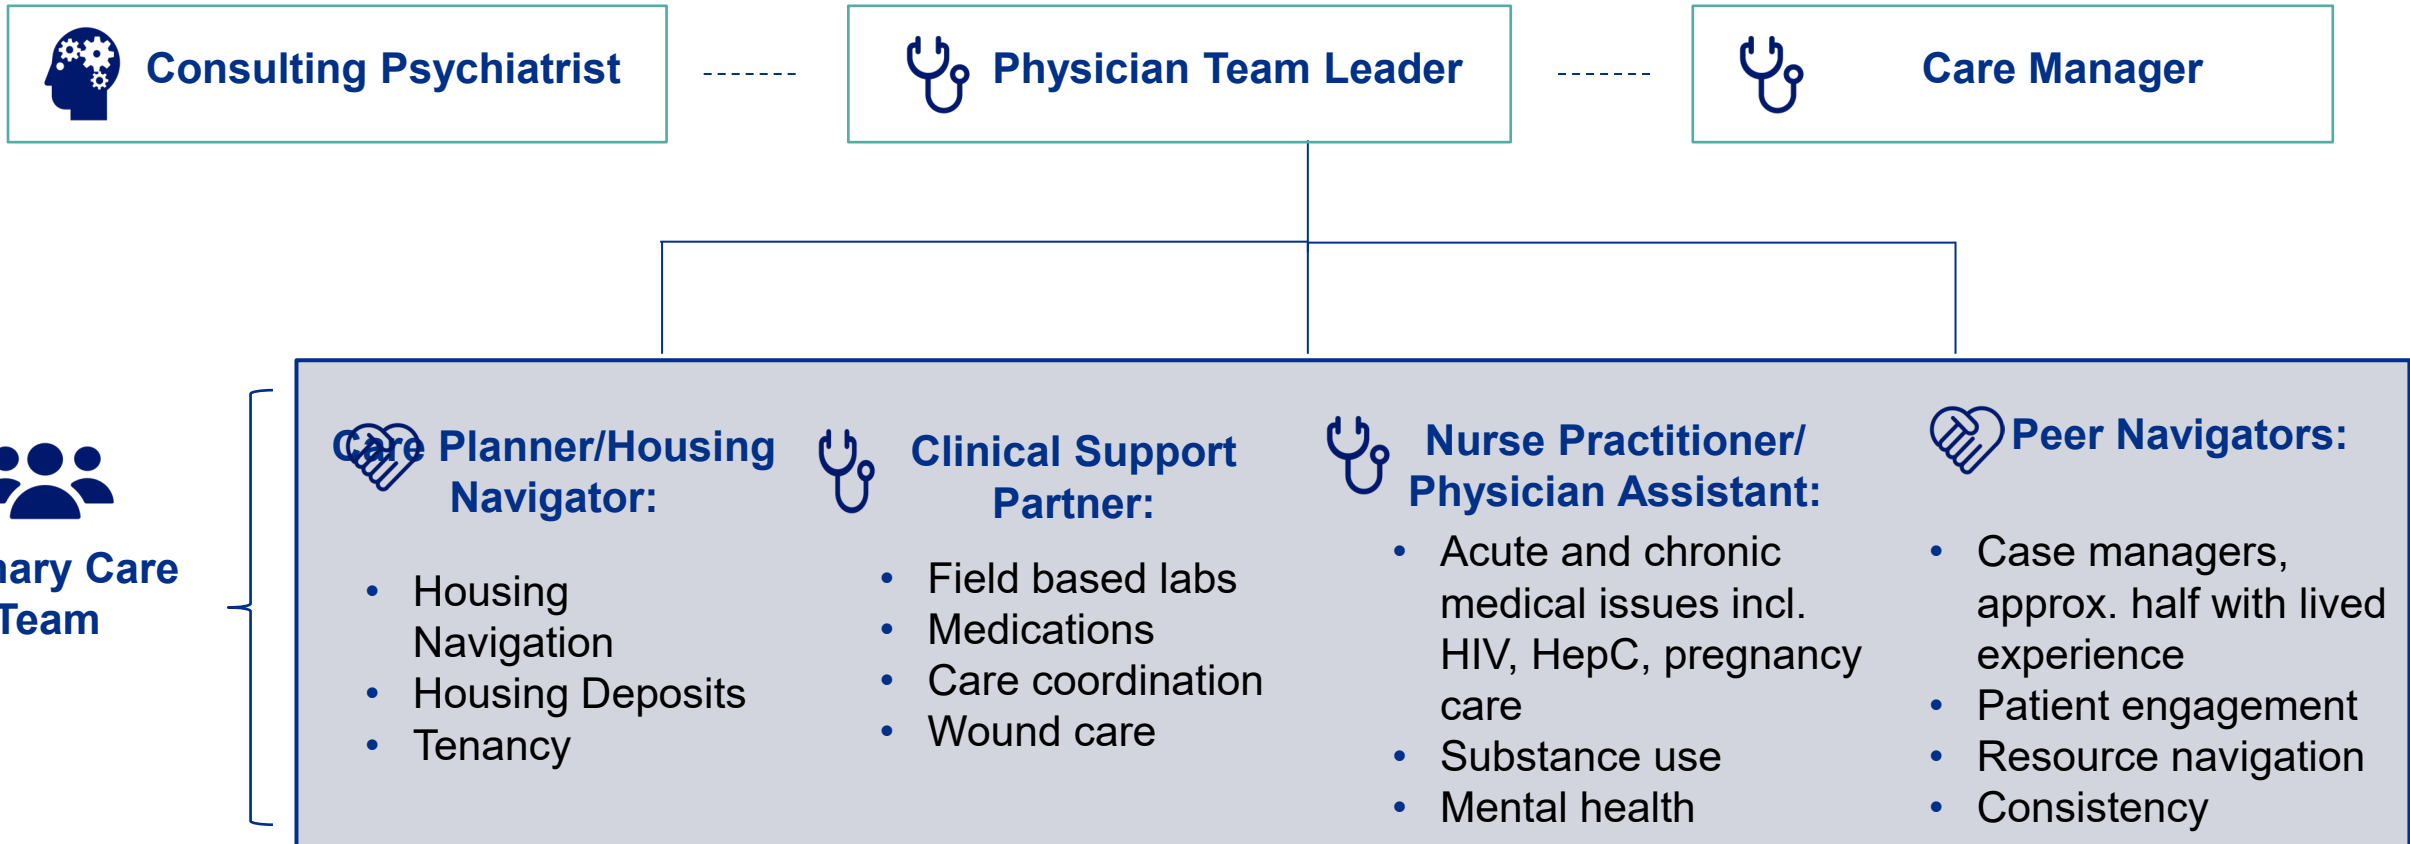 Consulting Psychiatrist
Physician Team Leader
Care Manager
Care Planner/Housing
Navigator:
• Housing
Navigation
• Housing Deposits
• Tenancy
Clinical Support
Partner:
• Field based labs
• Medications
• Care coordination
• Wound care
Nurse Practitioner/
Physician Assistant:
• Acute and chronic
medical issues incl.
HIV, HepC, pregnancy
care
• Substance use
• Mental health
Peer Navigators:
• Case managers,
approx. half with lived
experience
• Patient engagement
• Resource navigation
• Consistency
Care
Team